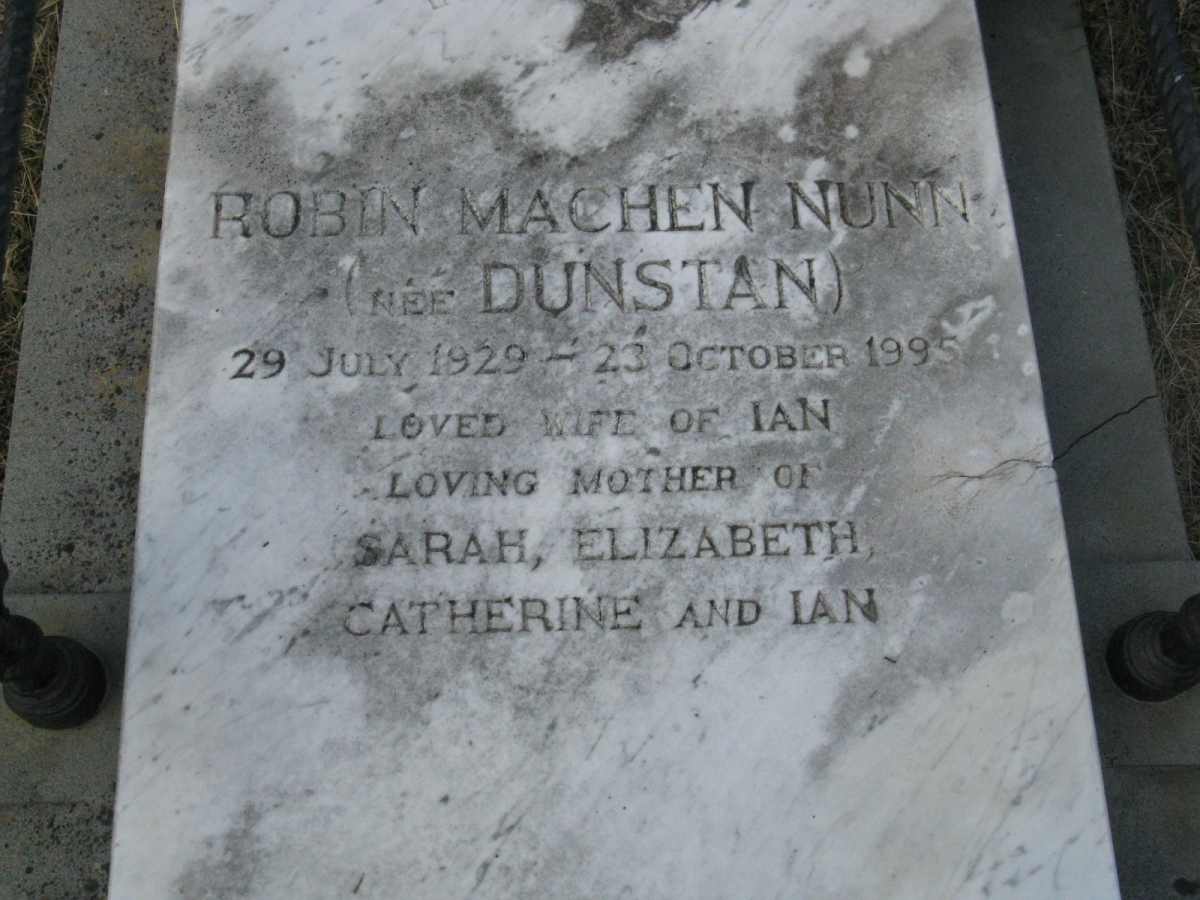 ROBIN MACHEN NUNN
(NÉE DUNSTAN)
29 JULY 1929 — 23 OCTOBER 1995
LOVED WIFE OF IAN
LOVING MOTHER OF
SARAH, ELIZABETH,
CATHERINE AND IAN